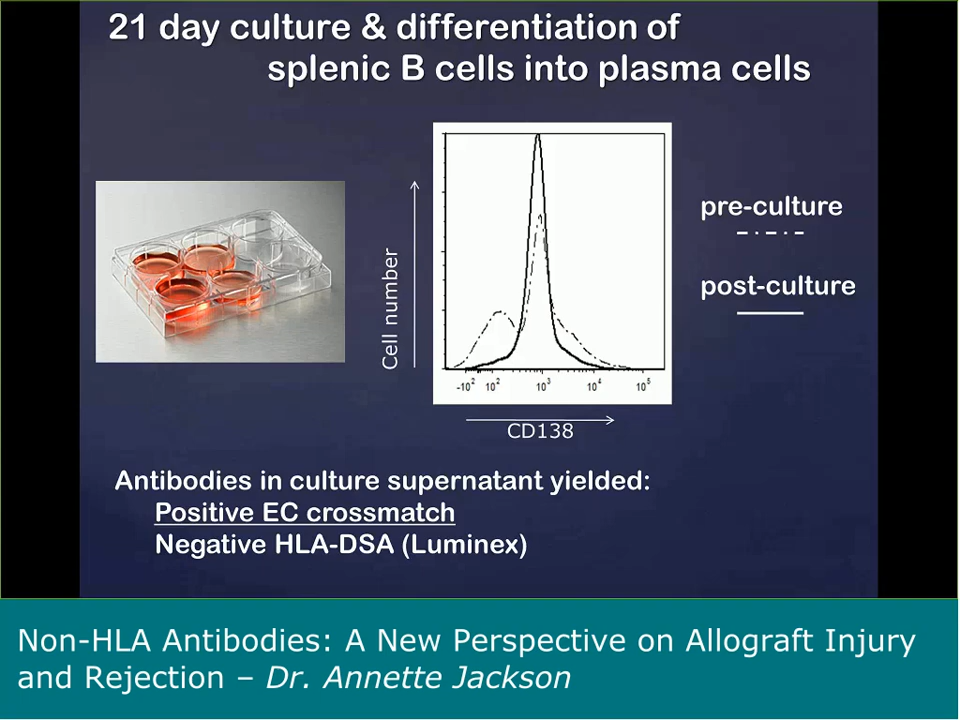 21 day culture & differentiation of
splenic B cells into plasma cells
Cell number
-10² 10² 10³ 10⁴ 10⁵
CD138
pre-culture
post-culture
Antibodies in culture supernatant yielded:
Positive EC crossmatch
Negative HLA-DSA (Luminex)
Non-HLA Antibodies: A New Perspective on Allograft Injury
and Rejection – Dr. Annette Jackson